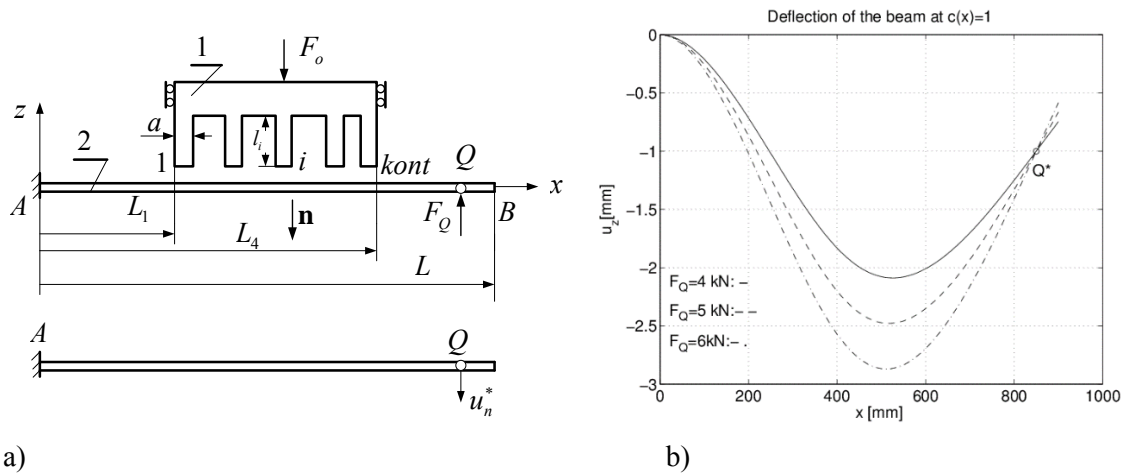 1
F_o
z
a
l_i
2
1
i
kont
Q
x
A
L_1
n
F_Q
B
L_4
L
A
Q
u_n^*
a)
Deflection of the beam at c(x)=1
0
−0.5
−1
−1.5
−2
−2.5
−3
u_z[mm]
Q*
F_Q=4 kN: −
F_Q=5 kN:− −
F_Q=6kN:− .
0
200
400
600
800
1000
x [mm]
b)